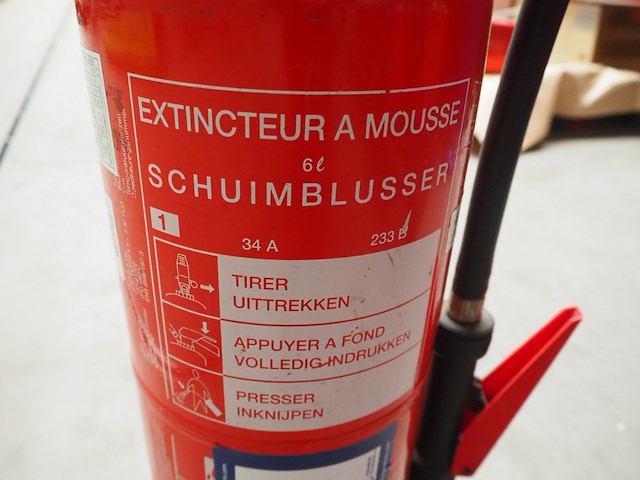 EXTINCTEUR A MOUSSE
6ℓ
SCHUIMBLUSSER
1
34 A
233 B
TIRER
UITTREKKEN
APPUYER A FOND
VOLLEDIG INDRUKKEN
PRESSER
INKNIJPEN